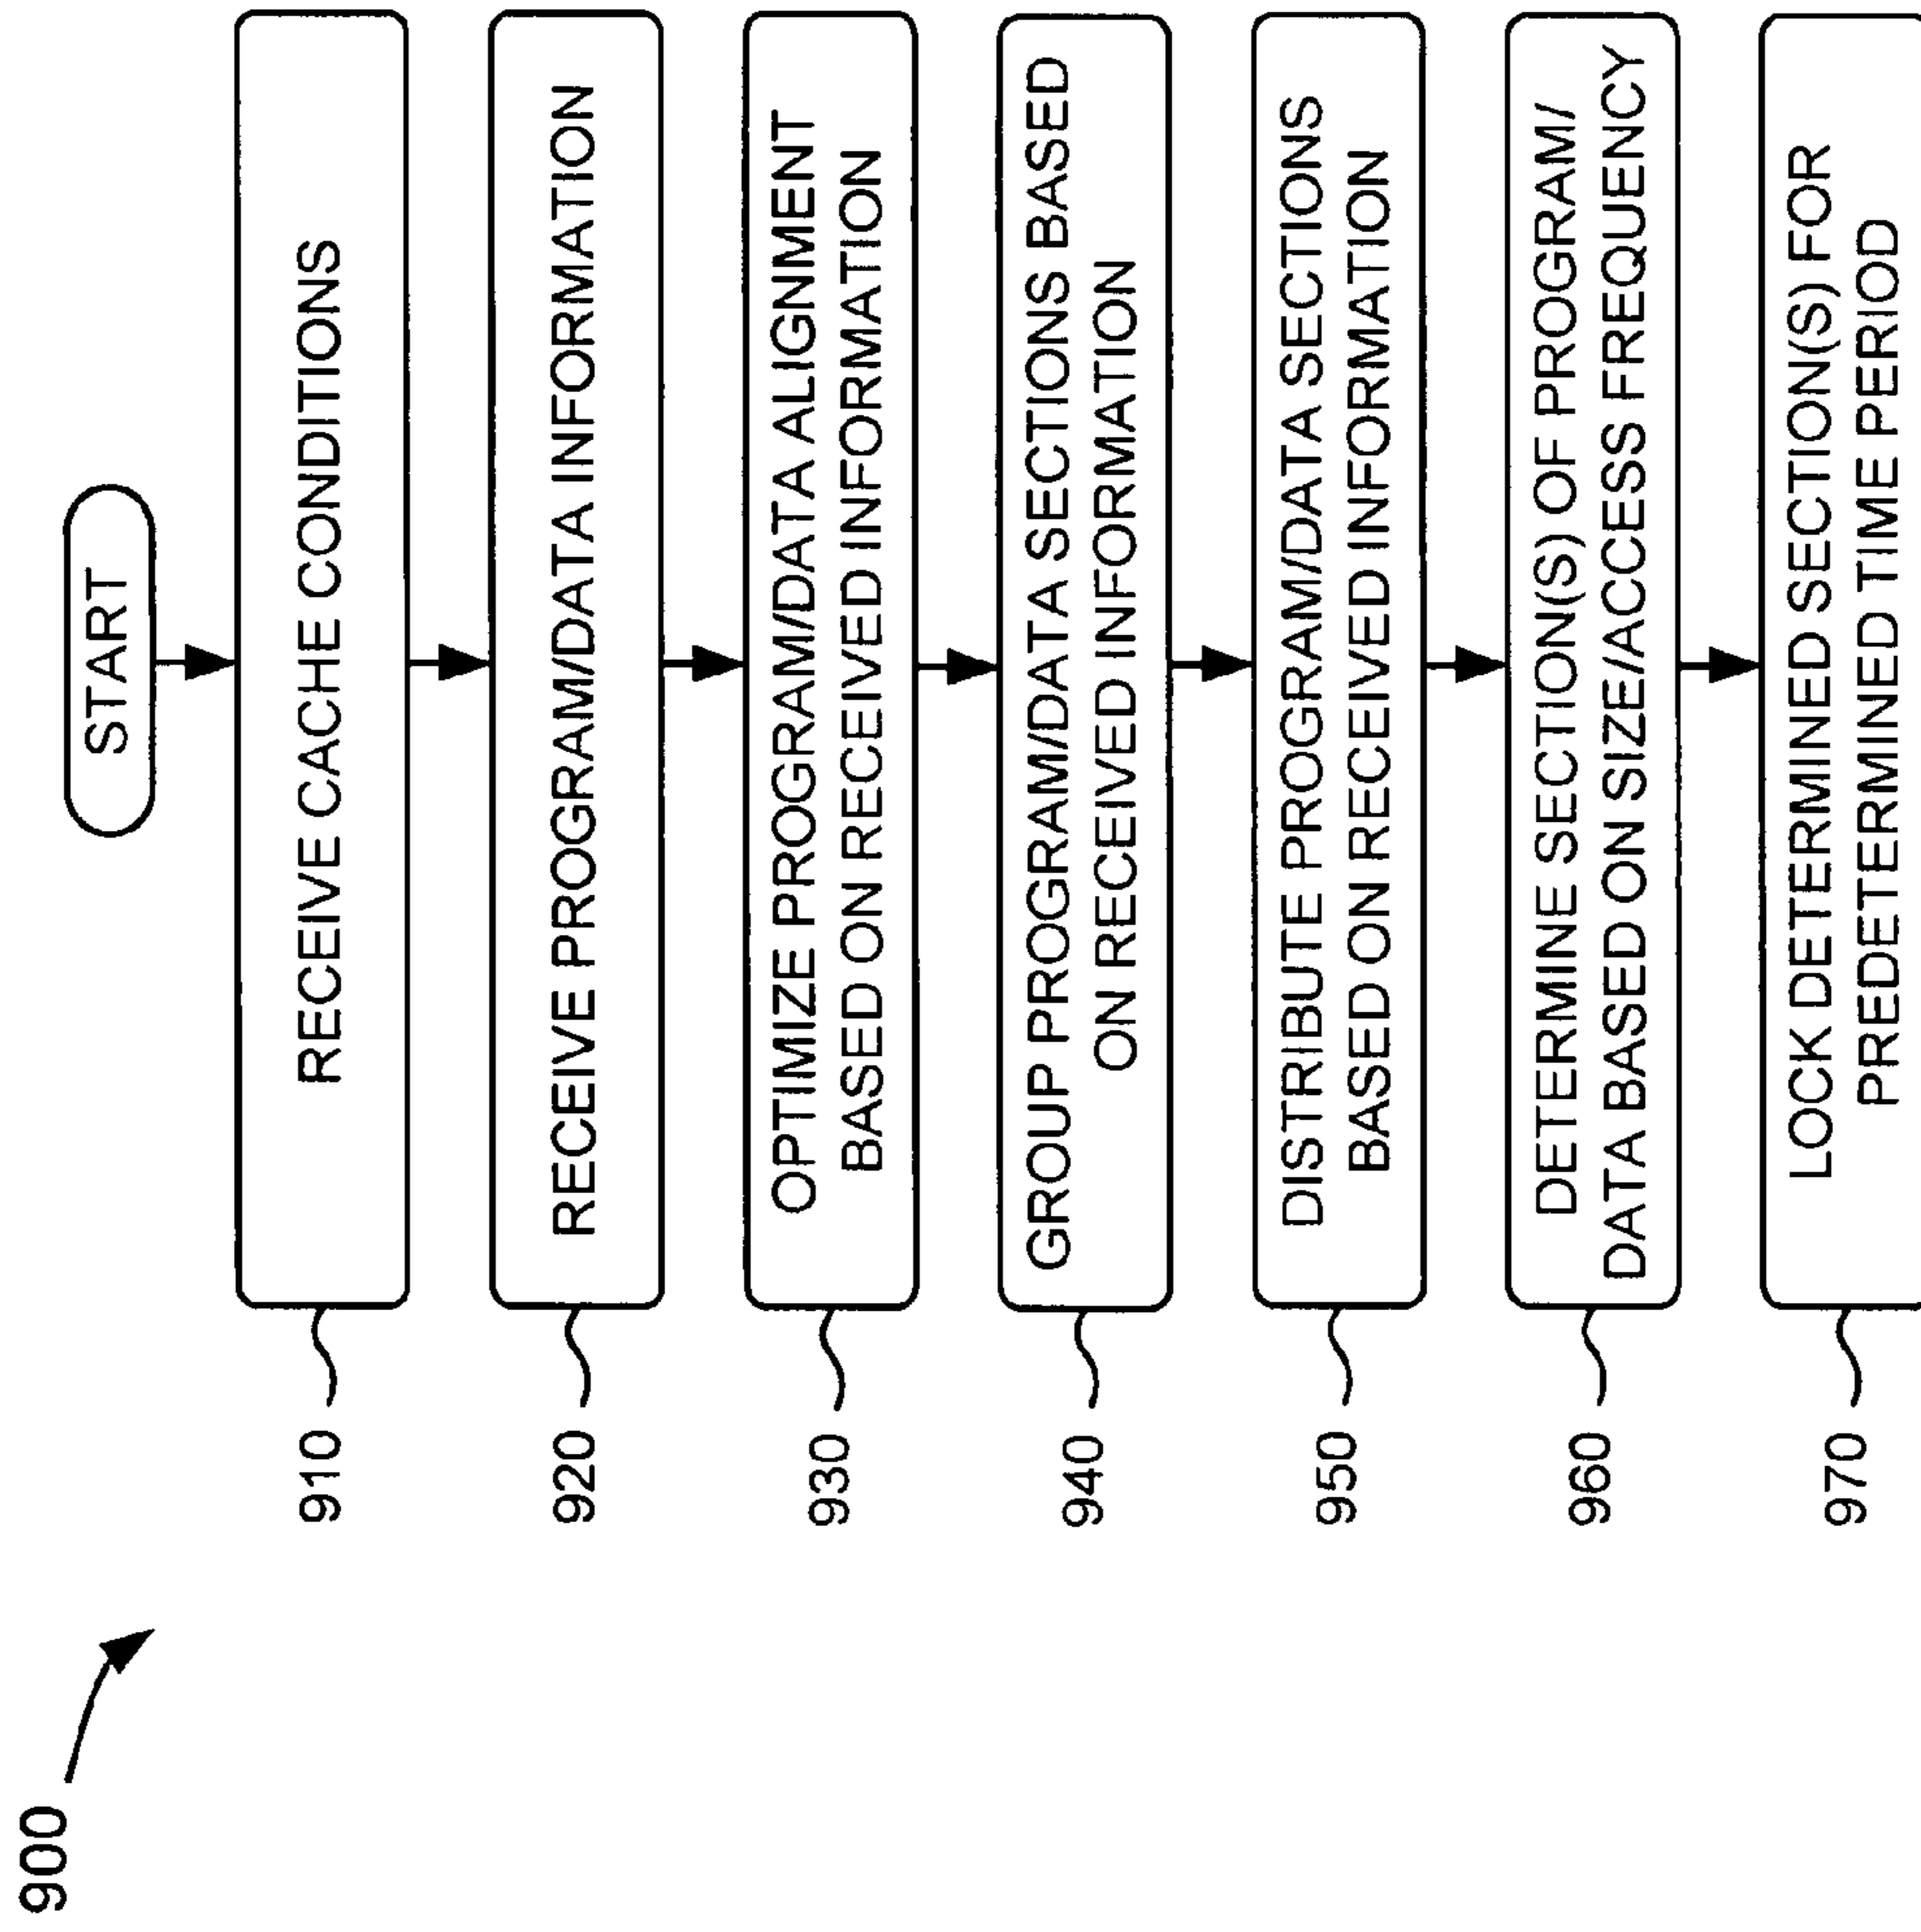 900
START
910
RECEIVE CACHE CONDITIONS
920
RECEIVE PROGRAM/DATA INFORMATION
930
OPTIMIZE PROGRAM/DATA ALIGNMENT
BASED ON RECEIVED INFORMATION
940
GROUP PROGRAM/DATA SECTIONS BASED
ON RECEIVED INFORMATION
950
DISTRIBUTE PROGRAM/DATA SECTIONS
BASED ON RECEIVED INFORMATION
960
DETERMINE SECTION(S) OF PROGRAM/
DATA BASED ON SIZE/ACCESS FREQUENCY
970
LOCK DETERMINED SECTION(S) FOR
PREDETERMINED TIME PERIOD